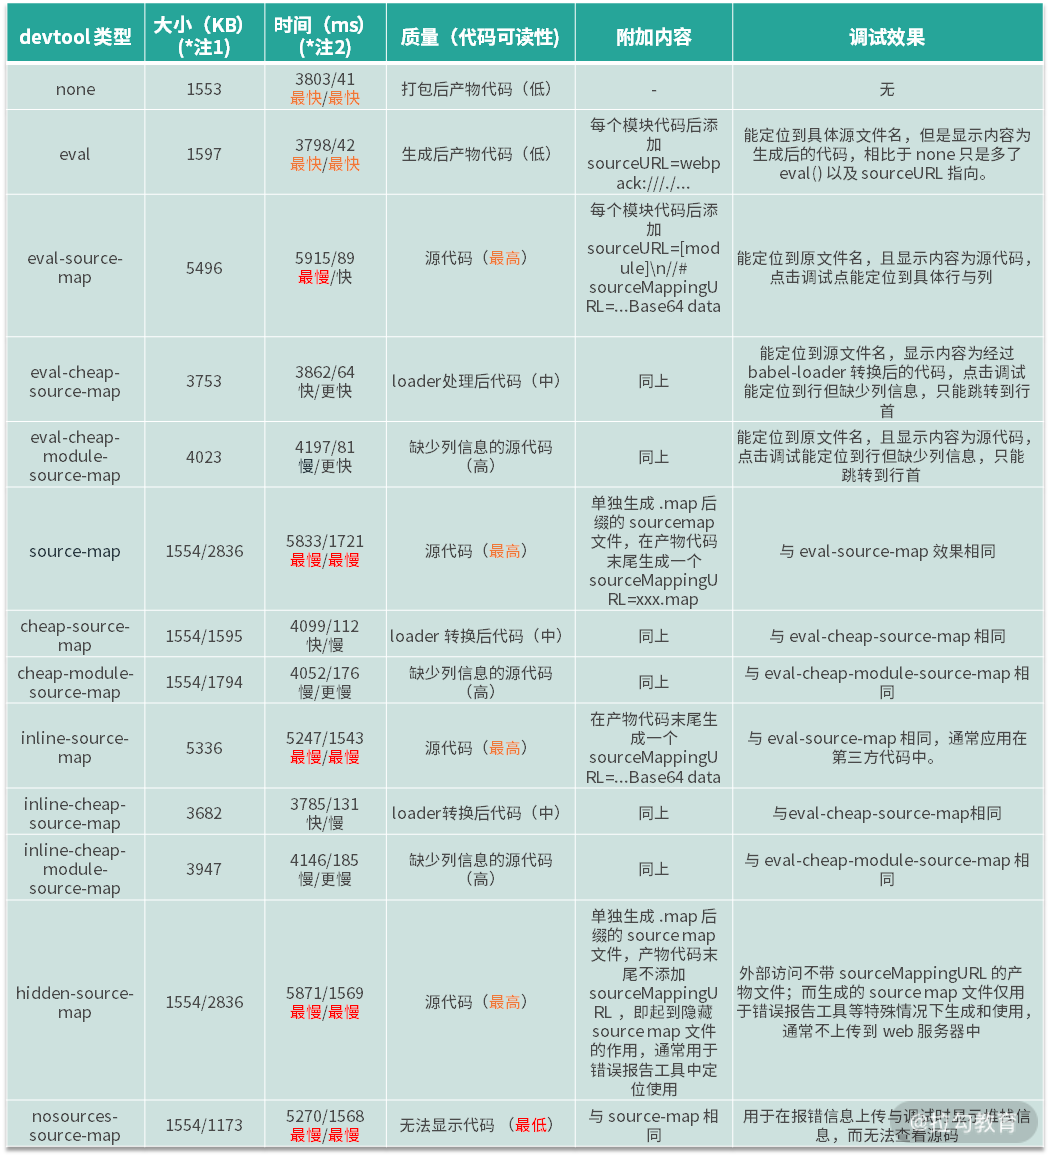 devtool 类型
大小（KB）
(*注1)
时间（ms）
(*注2)
质量（代码可读性)
附加内容
调试效果
none
1553
3803/41
最快/最快
打包后产物代码（低）
-
无
eval
1597
3798/42
最快/最快
生成后产物代码（低）
每个模块代码后添
加
sourceURL=webp
ack:///./...
能定位到具体源文件名，但是显示内容为
生成后的代码，相比于 none 只是多了
eval() 以及 sourceURL 指向。
eval-source-
map
5496
5915/89
最慢/快
源代码（最高）
每个模块代码后添
加
sourceURL=[mod
ule]\n//#
sourceMappingU
RL=...Base64 data
能定位到原文件名，且显示内容为源代码，
点击调试点能定位到具体行与列
eval-cheap-
source-map
3753
3862/64
快/更快
loader处理后代码（中）
同上
能定位到源文件名，显示内容为经过
babel-loader 转换后的代码，点击调试
能定位到行但缺少列信息，只能跳转到行
首
eval-cheap-
module-
source-map
4023
4197/81
慢/更快
缺少列信息的源代码
（高）
同上
能定位到原文件名，且显示内容为源代码，
点击调试能定位到行但缺少列信息，只能
跳转到行首
source-map
1554/2836
5833/1721
最慢/最慢
源代码（最高）
单独生成 .map 后
缀的 sourcemap
文件，在产物代码
末尾生成一个
sourceMappingU
RL=xxx.map
与 eval-source-map 效果相同
cheap-source-
map
1554/1595
4099/112
快/慢
loader 转换后代码（中）
同上
与 eval-cheap-source-map 相同
cheap-module-
source-map
1554/1794
4052/176
慢/更慢
缺少列信息的源代码
（高）
同上
与 eval-cheap-module-source-map 相
同
inline-source-
map
5336
5247/1543
最慢/最慢
源代码（最高）
在产物代码末尾生
成一个
sourceMappingU
RL=...Base64 data
与 eval-source-map 相同，通常应用在
第三方代码中。
inline-cheap-
source-map
3682
3785/131
快/慢
loader转换后代码（中）
同上
与eval-cheap-source-map相同
inline-cheap-
module-
source-map
3947
4146/185
慢/更慢
缺少列信息的源代码
（高）
同上
与 eval-cheap-module-source-map 相
同
hidden-source-
map
1554/2836
5871/1569
最慢/最慢
源代码（最高）
单独生成 .map 后
缀的 source map
文件，产物代码末
尾不添加
sourceMappingU
RL ，即起到隐藏
source map 文件
的作用，通常用于
错误报告工具中定
位使用
外部访问不带 sourceMappingURL 的产
物文件；而生成的 source map 文件仅用
于错误报告工具等特殊情况下生成和使用，
通常不上传到 web 服务器中
nosources-
source-map
1554/1173
5270/1568
最慢/最慢
无法显示代码 （最低）
与 source-map 相
同
用于在报错信息上传与调试时显示堆栈信
息，而无法查看源码
@拉勾教育